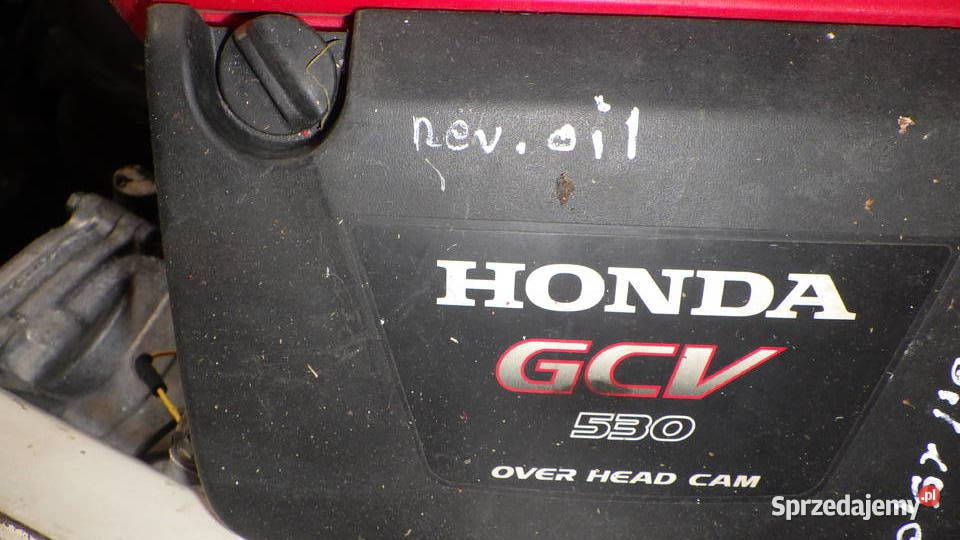 nev. oil
HONDA
GCV
530
OVER HEAD CAM
Sprzedajemy.pl